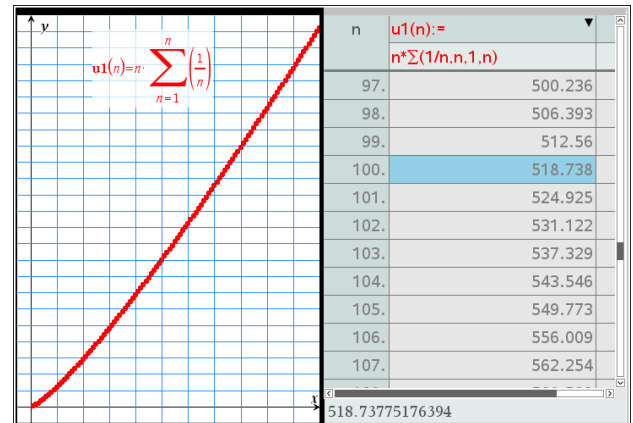 y
u1(n)=n· ∑_{n=1}^{n} (1/n)
x
n u1(n):= ▼
n*∑(1/n,n,1,n)
97. 500.236
98. 506.393
99. 512.56
100. 518.738
101. 524.925
102. 531.122
103. 537.329
104. 543.546
105. 549.773
106. 556.009
107. 562.254
518.73775176394